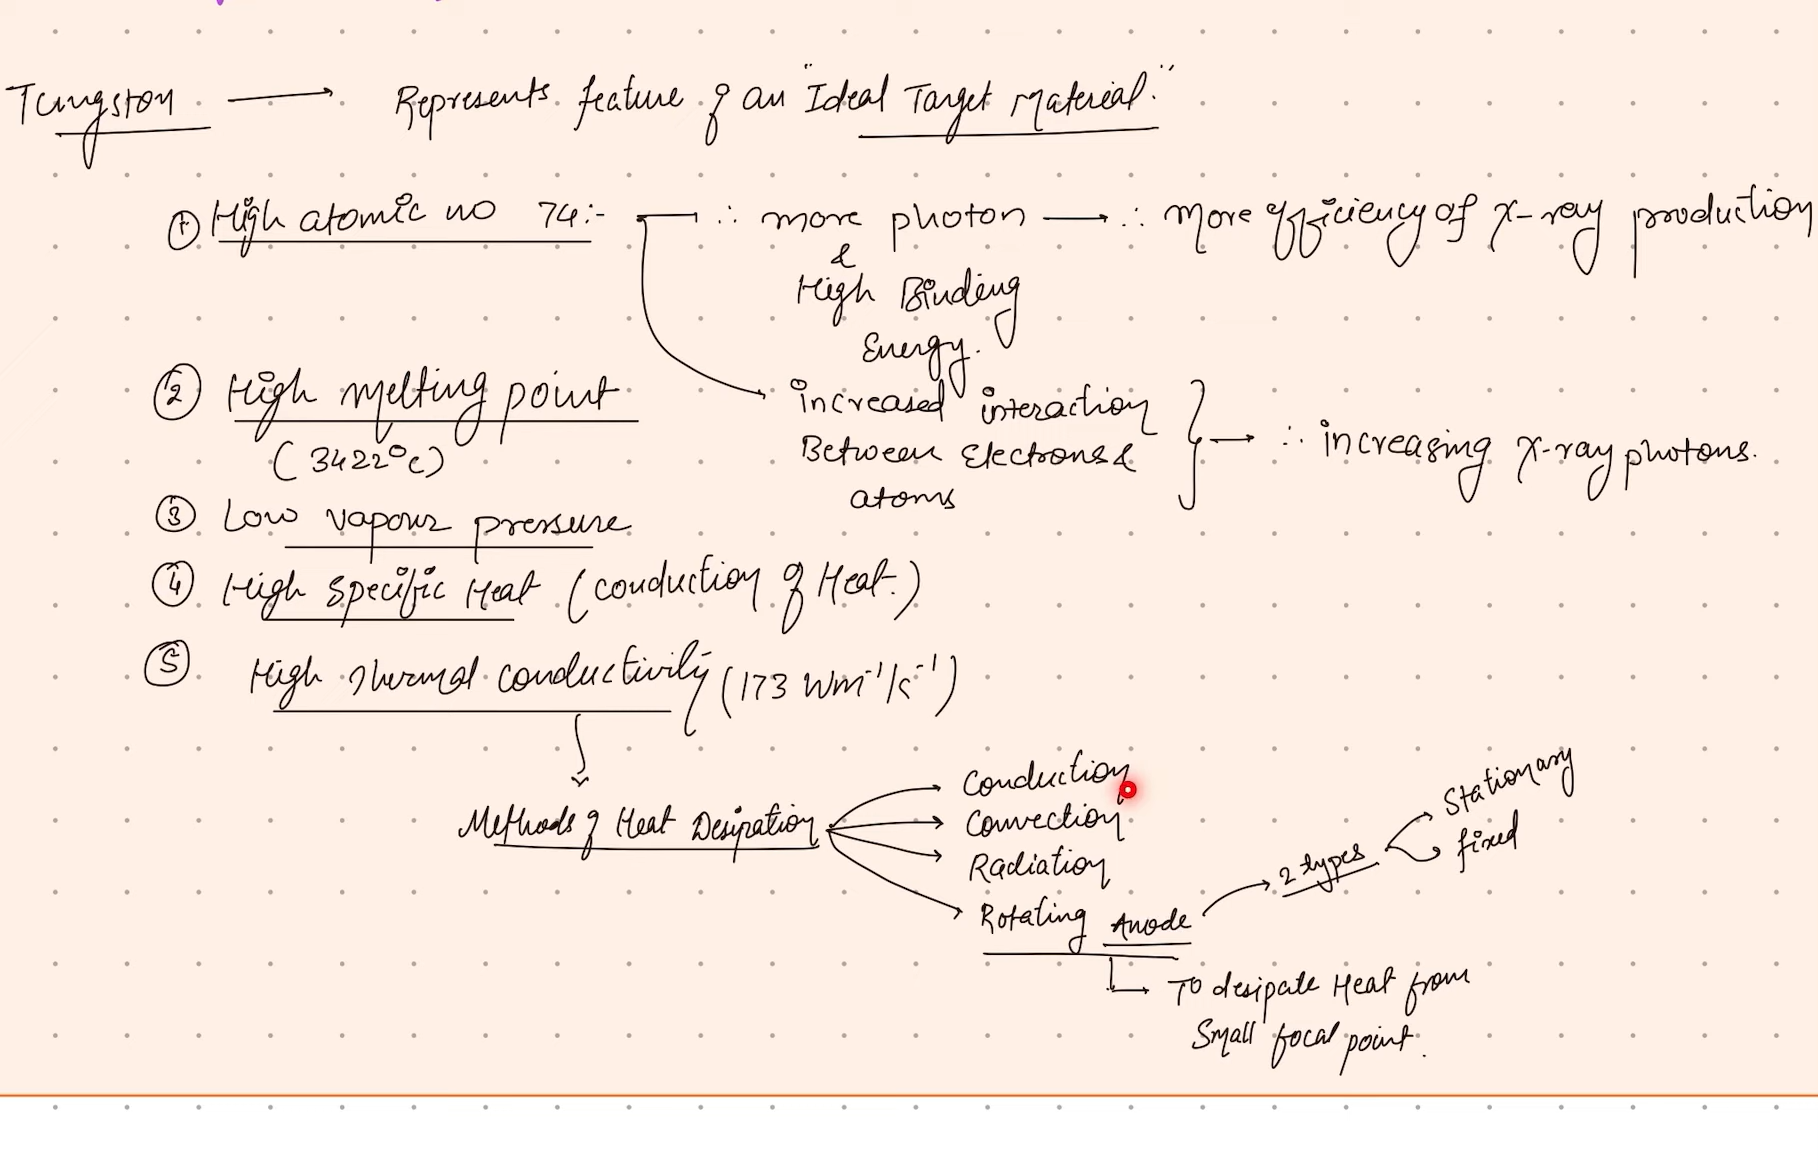 Tungston → Represents feature of an "Ideal Target Material."
① High atomic no 74:- → ∴ more photon → ∴ more efficiency of X-ray production
&
High Binding
Energy.
② High melting point
(3422°c)
increased interaction
Between Electrons &
atoms
} → ∴ increasing X-ray photons.
③ Low vapour pressure
④ High specific Heat (conduction of Heat.)
⑤ High thermal conductivity (173 Wm⁻¹K⁻¹)
Methods of Heat Desipation
Conduction
Convection
Radiation
Rotating Anode
2 types
Stationary
fixed
To desipate Heat from
Small focal point.